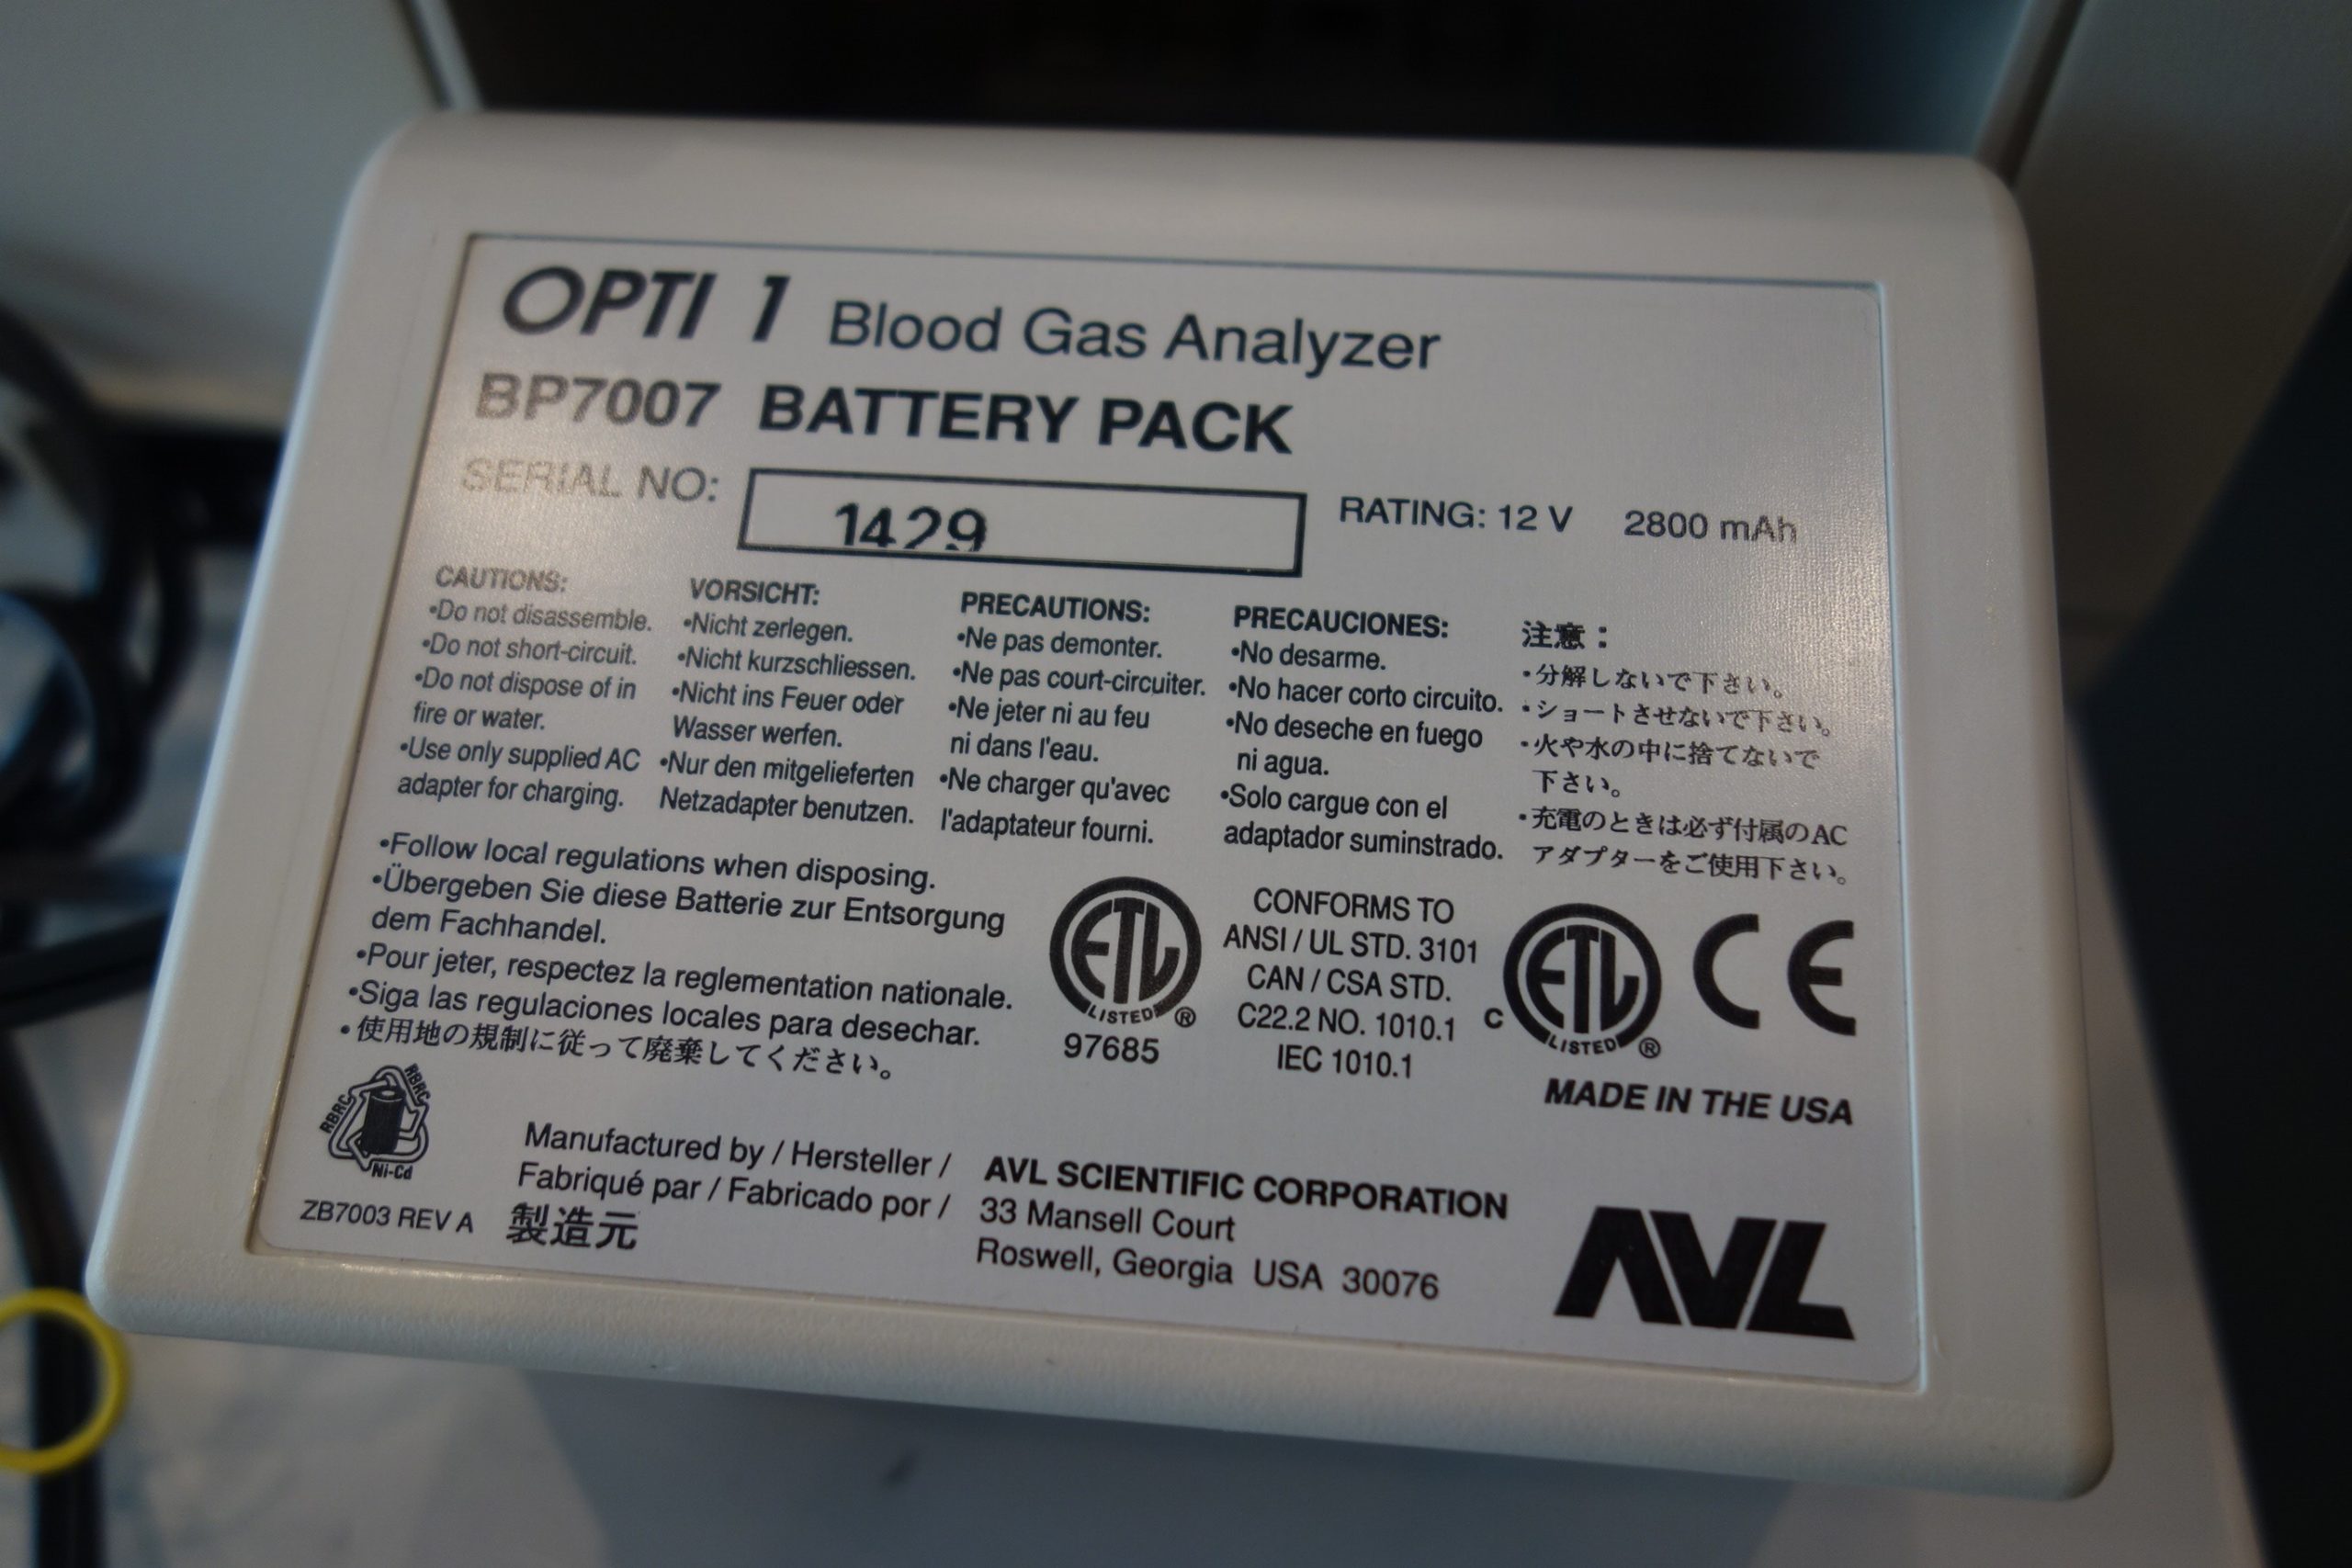 OPTI 1 Blood Gas Analyzer
BP7007 BATTERY PACK
SERIAL NO: 1429
RATING: 12 V 2800 mAh
CAUTIONS:
•Do not disassemble.
•Do not short-circuit.
•Do not dispose of in
fire or water.
•Use only supplied AC
adapter for charging.
VORSICHT:
•Nicht zerlegen.
•Nicht kurzschliessen.
•Nicht ins Feuer oder
Wasser werfen.
•Nur den mitgelieferten
Netzadapter benutzen.
PRECAUTIONS:
•Ne pas demonter.
•Ne pas court-circuiter.
•Ne jeter ni au feu
ni dans l'eau.
•Ne charger qu'avec
l'adaptateur fourni.
PRECAUCIONES:
•No desarme.
•No hacer corto circuito.
•No deseche en fuego
ni agua.
•Solo cargue con el
adaptador suminstrado.
注意：
・分解しないで下さい。
・ショートさせないで下さい。
・火や水の中に捨てないで
下さい。
・充電のときは必ず付属のAC
アダプターをご使用下さい。
•Follow local regulations when disposing.
•Übergeben Sie diese Batterie zur Entsorgung
dem Fachhandel.
•Pour jeter, respectez la reglementation nationale.
•Siga las regulaciones locales para desechar.
・使用地の規制に従って廃棄してください。
ETL
LISTED ®
97685
CONFORMS TO
ANSI / UL STD. 3101
CAN / CSA STD.
C22.2 NO. 1010.1
IEC 1010.1
C ETL
LISTED ®
CE
MADE IN THE USA
RBRC RBRC
Ni-Cd
ZB7003 REV A
Manufactured by / Hersteller /
Fabriqué par / Fabricado por /
製造元
AVL SCIENTIFIC CORPORATION
33 Mansell Court
Roswell, Georgia USA 30076
AVL